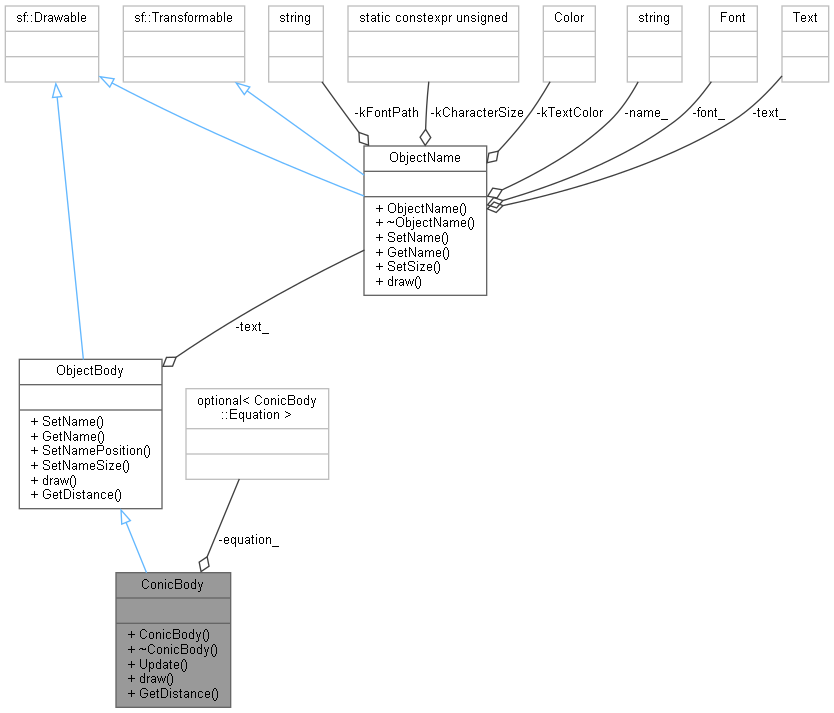 sf::Drawable
sf::Transformable
string
static constexpr unsigned
Color
string
Font
Text
-kFontPath
-kCharacterSize
-kTextColor
-name_
-font_
-text_
ObjectName
+ ObjectName()
+ ~ObjectName()
+ SetName()
+ GetName()
+ SetSize()
+ draw()
-text_
ObjectBody
+ SetName()
+ GetName()
+ SetNamePosition()
+ SetNameSize()
+ draw()
+ GetDistance()
optional< ConicBody
::Equation >
-equation_
ConicBody
+ ConicBody()
+ ~ConicBody()
+ Update()
+ draw()
+ GetDistance()